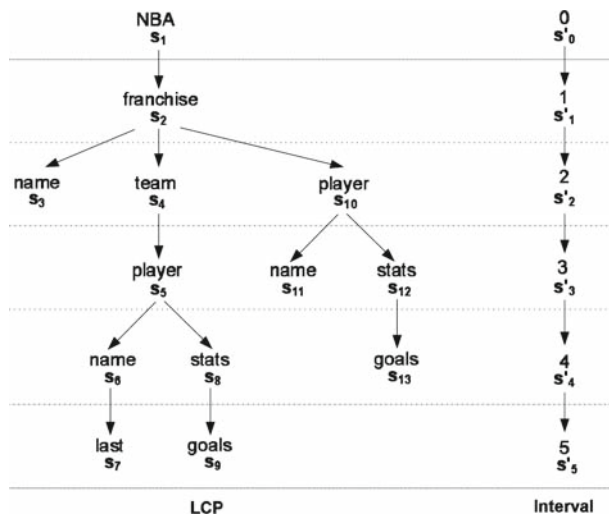 NBA 0
s1 s'0
franchise 1
s2 s'1
name team player 2
s3 s4 s10 s'2
player name stats 3
s5 s11 s12 s'3
name stats goals 4
s6 s8 s13 s'4
last goals 5
s7 s9 s'5
LCP Interval